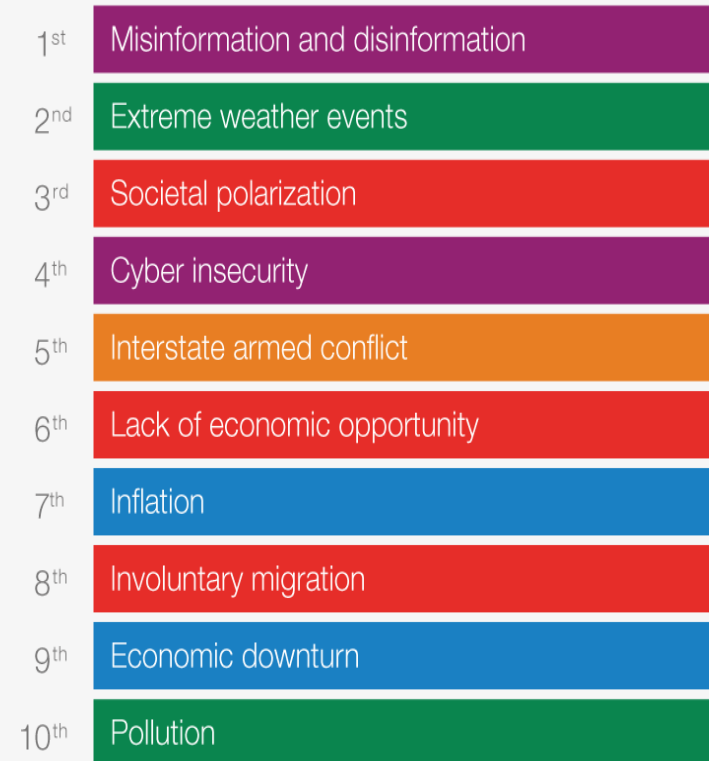 1st Misinformation and disinformation
2nd Extreme weather events
3rd Societal polarization
4th Cyber insecurity
5th Interstate armed conflict
6th Lack of economic opportunity
7th Inflation
8th Involuntary migration
9th Economic downturn
10th Pollution